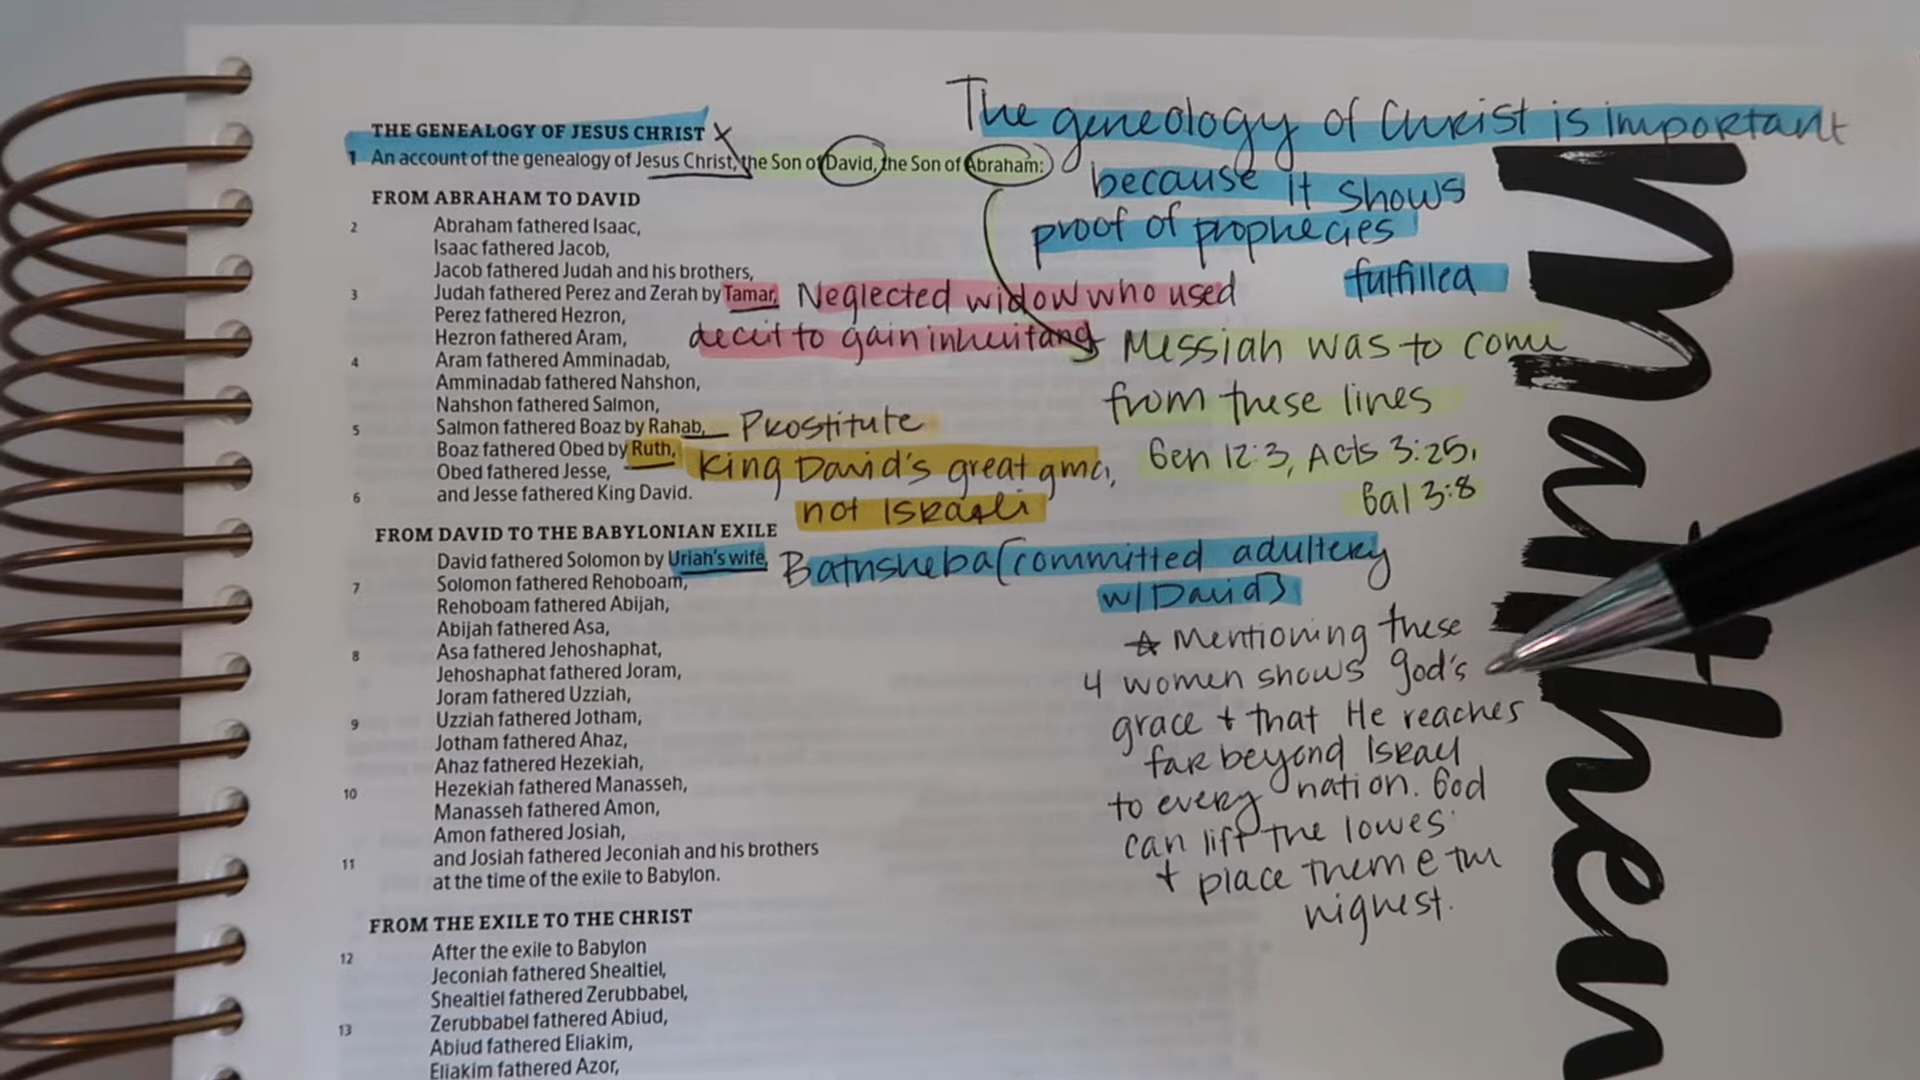 THE GENEALOGY OF JESUS CHRIST
1 An account of the genealogy of Jesus Christ, the Son of David, the Son of Abraham:
FROM ABRAHAM TO DAVID
2 Abraham fathered Isaac,
Isaac fathered Jacob,
Jacob fathered Judah and his brothers,
3 Judah fathered Perez and Zerah by Tamar,
Perez fathered Hezron,
Hezron fathered Aram,
4 Aram fathered Amminadab,
Amminadab fathered Nahshon,
Nahshon fathered Salmon,
5 Salmon fathered Boaz by Rahab,
Boaz fathered Obed by Ruth,
Obed fathered Jesse,
6 and Jesse fathered King David.
FROM DAVID TO THE BABYLONIAN EXILE
David fathered Solomon by Uriah's wife,
7 Solomon fathered Rehoboam,
Rehoboam fathered Abijah,
Abijah fathered Asa,
8 Asa fathered Jehoshaphat,
Jehoshaphat fathered Joram,
Joram fathered Uzziah,
9 Uzziah fathered Jotham,
Jotham fathered Ahaz,
Ahaz fathered Hezekiah,
10 Hezekiah fathered Manasseh,
Manasseh fathered Amon,
Amon fathered Josiah,
11 and Josiah fathered Jeconiah and his brothers
at the time of the exile to Babylon.
FROM THE EXILE TO THE CHRIST
12 After the exile to Babylon
Jeconiah fathered Shealtiel,
Shealtiel fathered Zerubbabel,
13 Zerubbabel fathered Abiud,
Abiud fathered Eliakim,
Eliakim fathered Azor,
The geneology of Christ is important
because it shows
proof of prophecies
fulfilled
Neglected widow who used
deceit to gain
Messiah was to come
from these lines
Gen 12:3, Acts 3:25,
Gal 3:8
Prostitute
King David's great gma,
not Israeli
Bathsheba (committed adultery
w/David)
☆ Mentioning these
4 women shows God's
grace + that He reaches
far beyond Israel
to every nation. God
can lift the lowes
+ place them
highest.